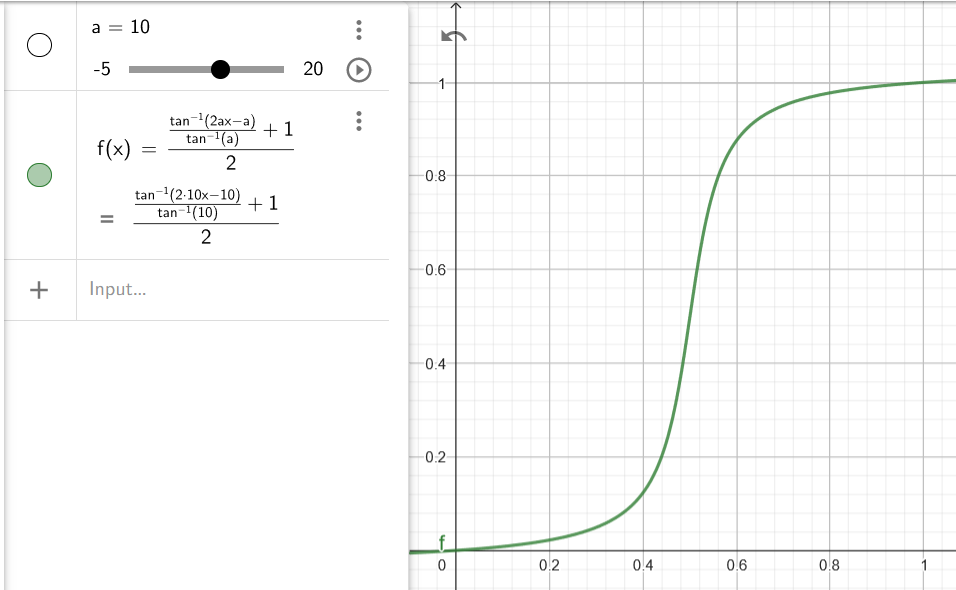 a = 10
-5 20
f(x) = (tan⁻¹(2ax−a)/tan⁻¹(a) + 1)/2
= (tan⁻¹(2·10x−10)/tan⁻¹(10) + 1)/2
+ Input...
1
0.8
0.6
0.4
0.2
f
0 0.2 0.4 0.6 0.8 1